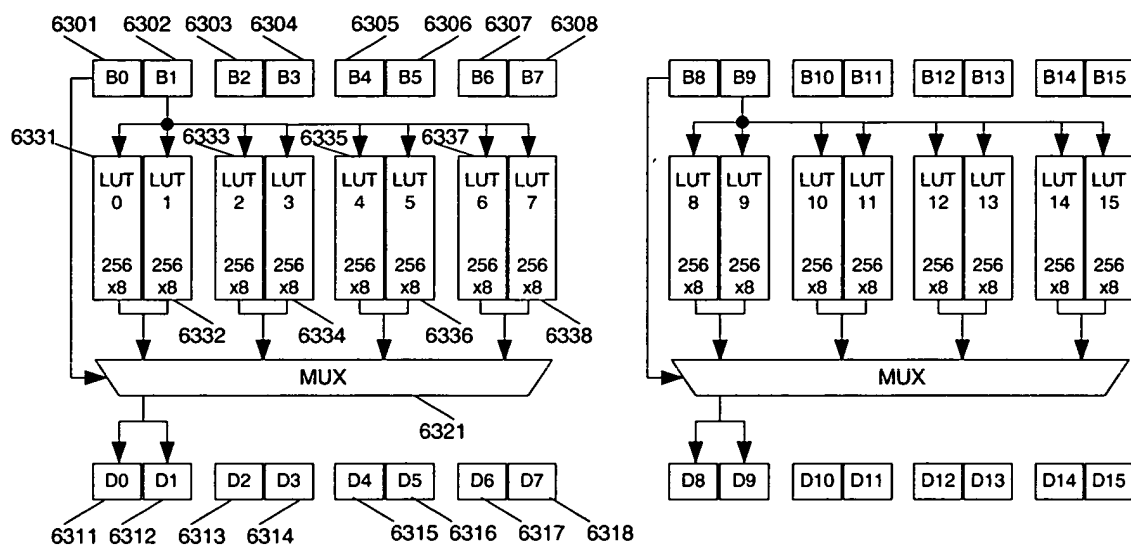 6301 6302 6303 6304 6305 6306 6307 6308
B0 B1 B2 B3 B4 B5 B6 B7 B8 B9 B10 B11 B12 B13 B14 B15
6331 6333 6335 6337
LUT LUT LUT LUT LUT LUT LUT LUT LUT LUT LUT LUT LUT LUT LUT LUT
0 1 2 3 4 5 6 7 8 9 10 11 12 13 14 15
256 256 256 256 256 256 256 256 256 256 256 256 256 256 256 256
x8 x8 x8 x8 x8 x8 x8 x8 x8 x8 x8 x8 x8 x8 x8 x8
6332 6334 6336 6338
MUX MUX
6321
D0 D1 D2 D3 D4 D5 D6 D7 D8 D9 D10 D11 D12 D13 D14 D15
6311 6312 6313 6314 6315 6316 6317 6318